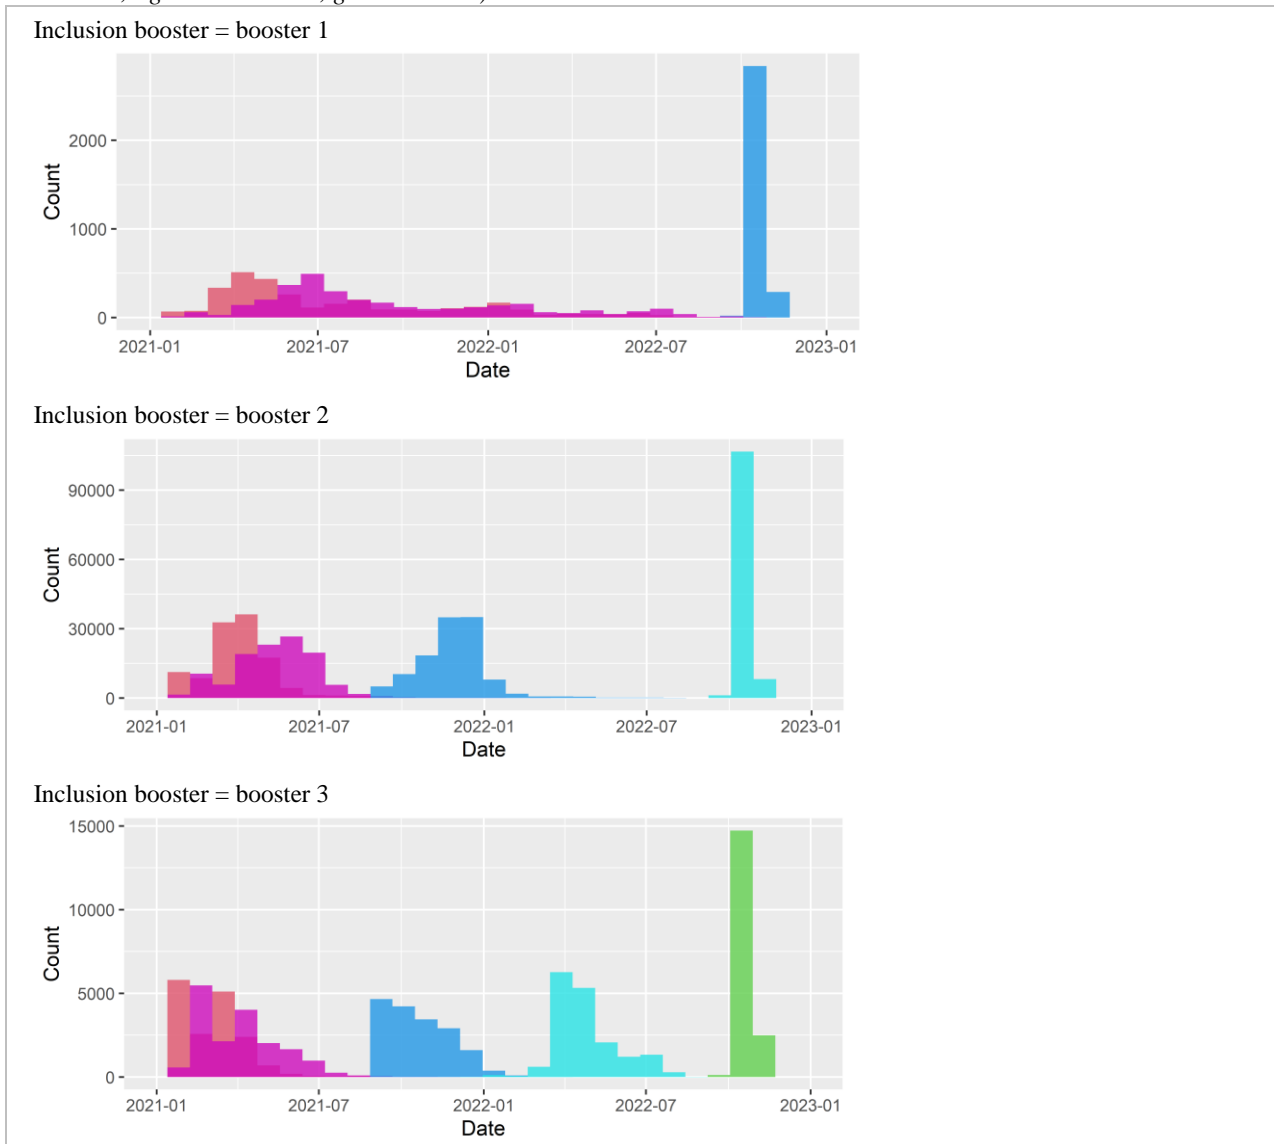 Inclusion booster = booster 1
2000
1000
0
Count
2021-01 2021-07 2022-01 2022-07 2023-01
Date
Inclusion booster = booster 2
90000
60000
30000
0
Count
2021-01 2021-07 2022-01 2022-07 2023-01
Date
Inclusion booster = booster 3
15000
10000
5000
0
Count
2021-01 2021-07 2022-01 2022-07 2023-01
Date